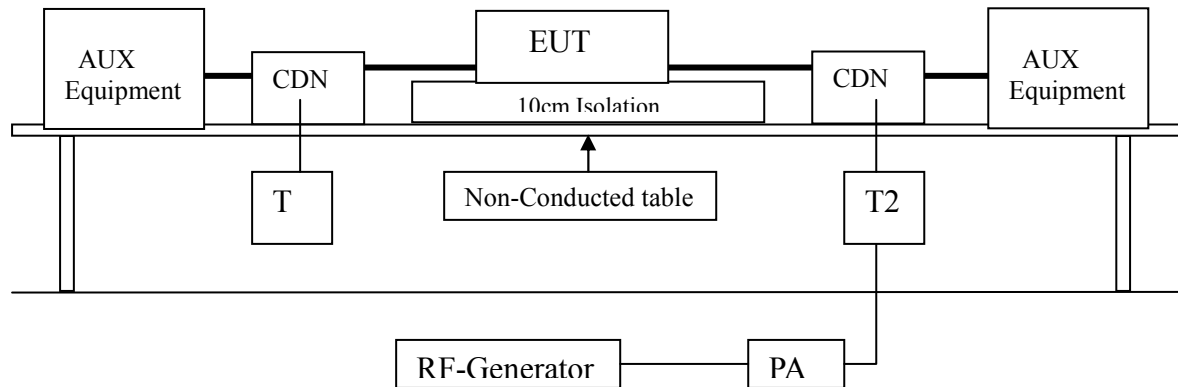 AUX
Equipment
CDN
EUT
10cm Isolation
CDN
AUX
Equipment
T
Non-Conducted table
T2
RF-Generator
PA